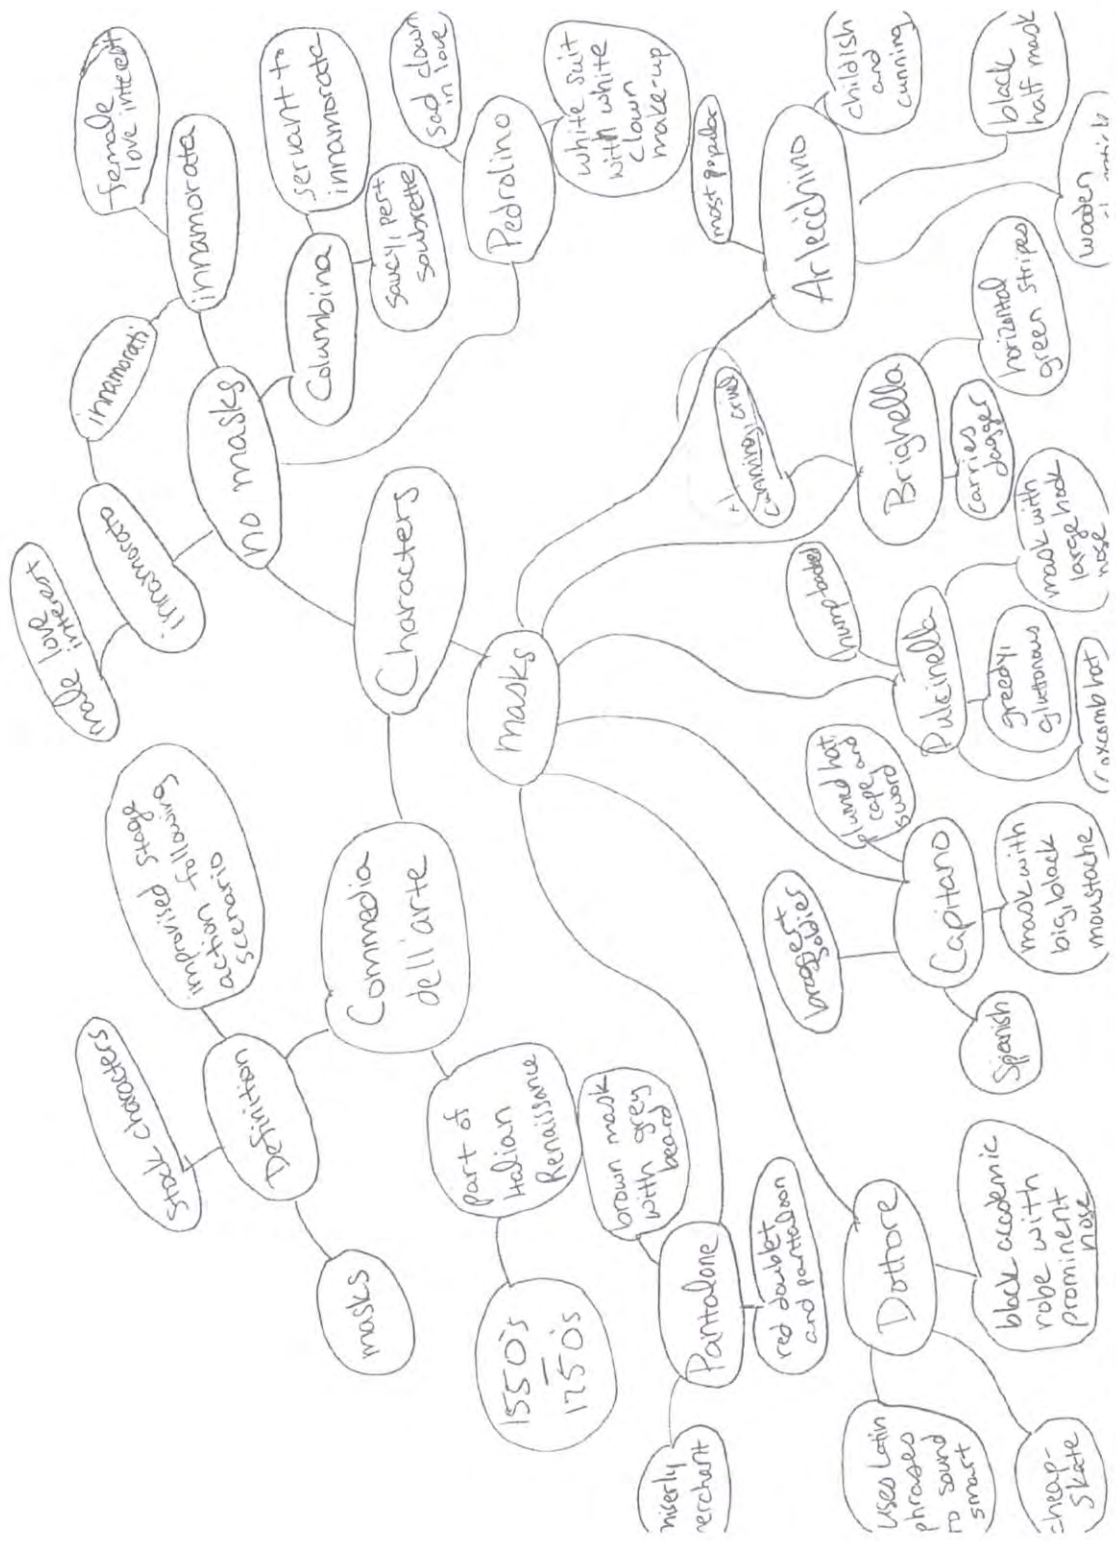 Commedia
dell'arte
Definition
Stock characters
improvised stage
action following
scenario
masks
part of
Italian
Renaissance
1550's
–
1750's
Characters
no masks
innamorato
male love
interest
innamorati
innamorata
female
love interest
Columbina
servant to
innamorata
saucy, pert
soubrette
Pedrolino
sad clown
in love
white suit
with white
clown
make-up
masks
Arlecchino
most popular
childish
and
cunning
black
half mask
wooden
Brighella
cunning, cruel
horizontal
green stripes
carries
dagger
Pulcinella
humpbacked
mask with
large hook
nose
greedy,
gluttonous
coxcomb hat
Capitano
plumed hat,
cape, and
sword
braggart
soldier
mask with
big, black
moustache
Spanish
Dottore
black academic
robe with
prominent
nose
uses Latin
phrases
to sound
smart
cheap-
skate
Pantalone
brown mask
with grey
beard
red doublet
and pantaloon
miserly
merchant